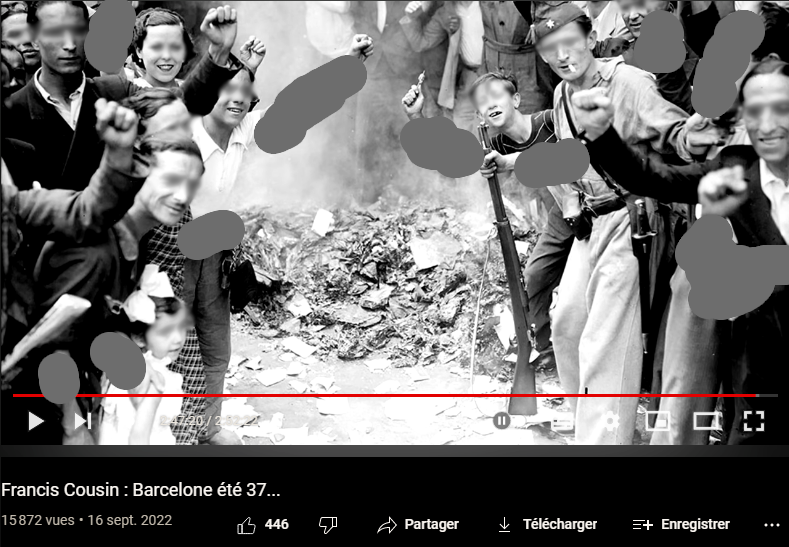 Francis Cousin : Barcelone été 37...
15 872 vues • 16 sept. 2022
446
Partager
Télécharger
Enregistrer